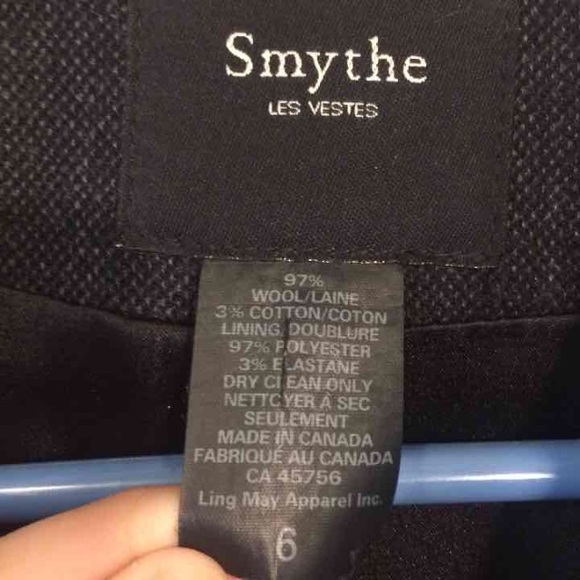 Smythe
LES VESTES
97%
WOOL/LAINE
3% COTTON/COTON
LINING/DOUBLURE
97% POLYESTER
3% ELASTANE
DRY CLEAN ONLY
NETTOYER À SEC
SEULEMENT
MADE IN CANADA
FABRIQUÉ AU CANADA
CA 45756
Ling May Apparel Inc.
6